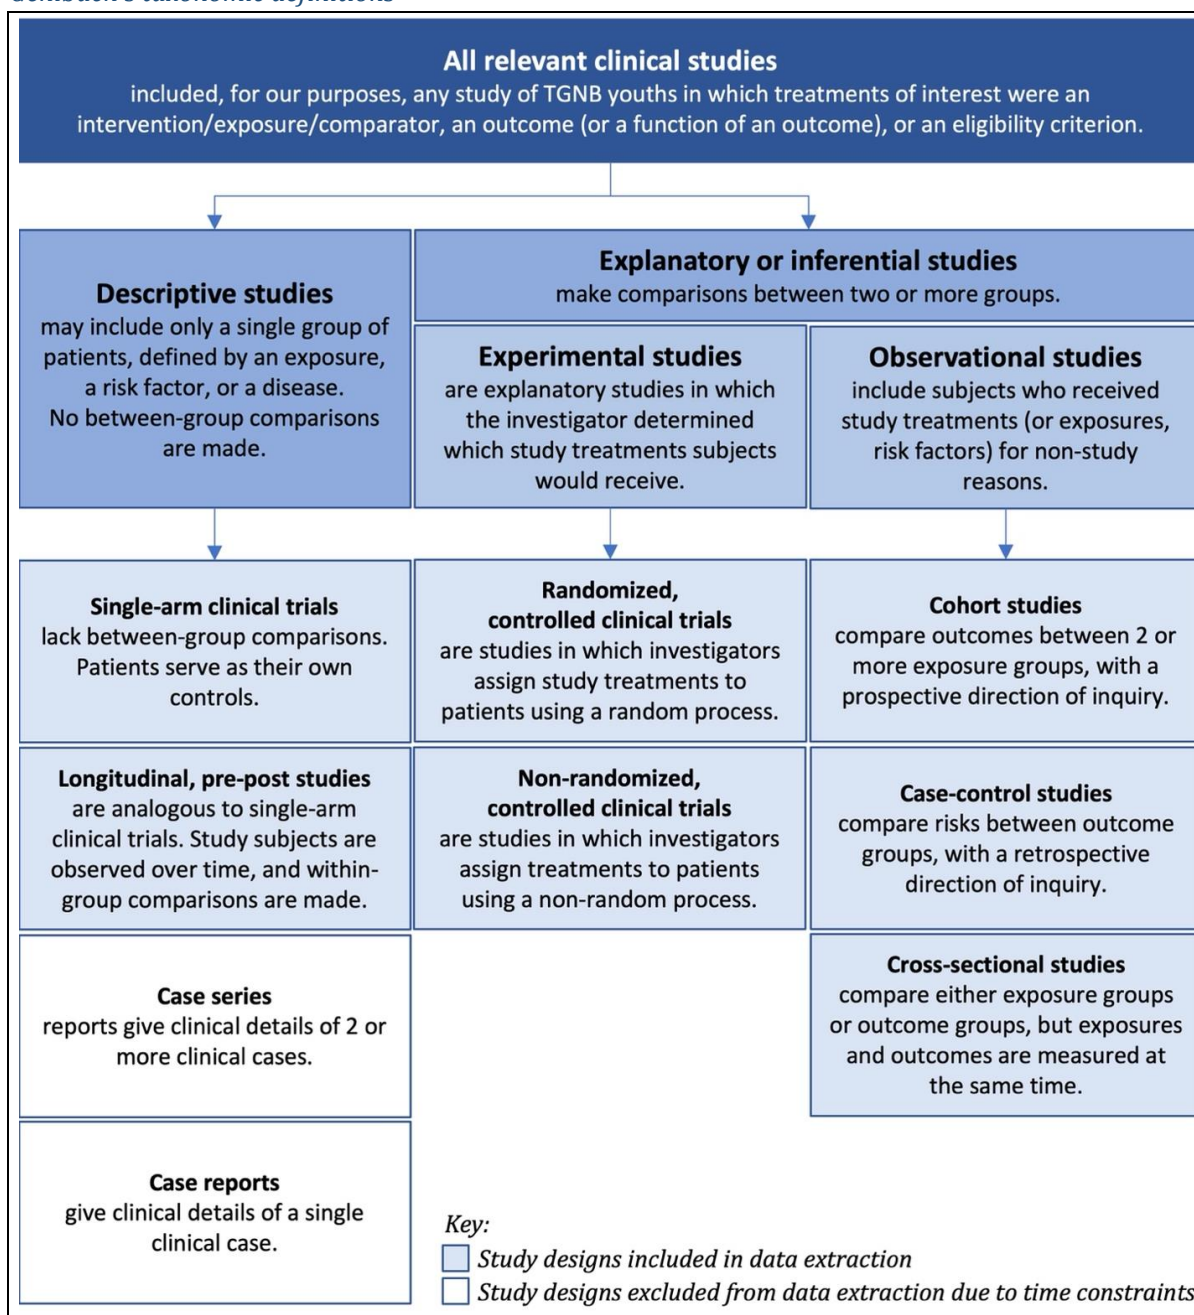 All relevant clinical studies
included, for our purposes, any study of TGNB youths in which treatments of interest were an
intervention/exposure/comparator, an outcome (or a function of an outcome), or an eligibility criterion.
Descriptive studies
may include only a single group of
patients, defined by an exposure,
a risk factor, or a disease.
No between-group comparisons
are made.
Explanatory or inferential studies
make comparisons between two or more groups.
Experimental studies
are explanatory studies in which
the investigator determined
which study treatments subjects
would receive.
Observational studies
include subjects who received
study treatments (or exposures,
risk factors) for non-study
reasons.
Single-arm clinical trials
lack between-group comparisons.
Patients serve as their own
controls.
Randomized,
controlled clinical trials
are studies in which investigators
assign study treatments to
patients using a random process.
Cohort studies
compare outcomes between 2 or
more exposure groups, with a
prospective direction of inquiry.
Longitudinal, pre-post studies
are analogous to single-arm
clinical trials. Study subjects are
observed over time, and within-
group comparisons are made.
Non-randomized,
controlled clinical trials
are studies in which investigators
assign treatments to patients
using a non-random process.
Case-control studies
compare risks between outcome
groups, with a retrospective
direction of inquiry.
Case series
reports give clinical details of 2 or
more clinical cases.
Cross-sectional studies
compare either exposure groups
or outcome groups, but exposures
and outcomes are measured at
the same time.
Case reports
give clinical details of a single
clinical case.
Key:
Study designs included in data extraction
Study designs excluded from data extraction due to time constraints